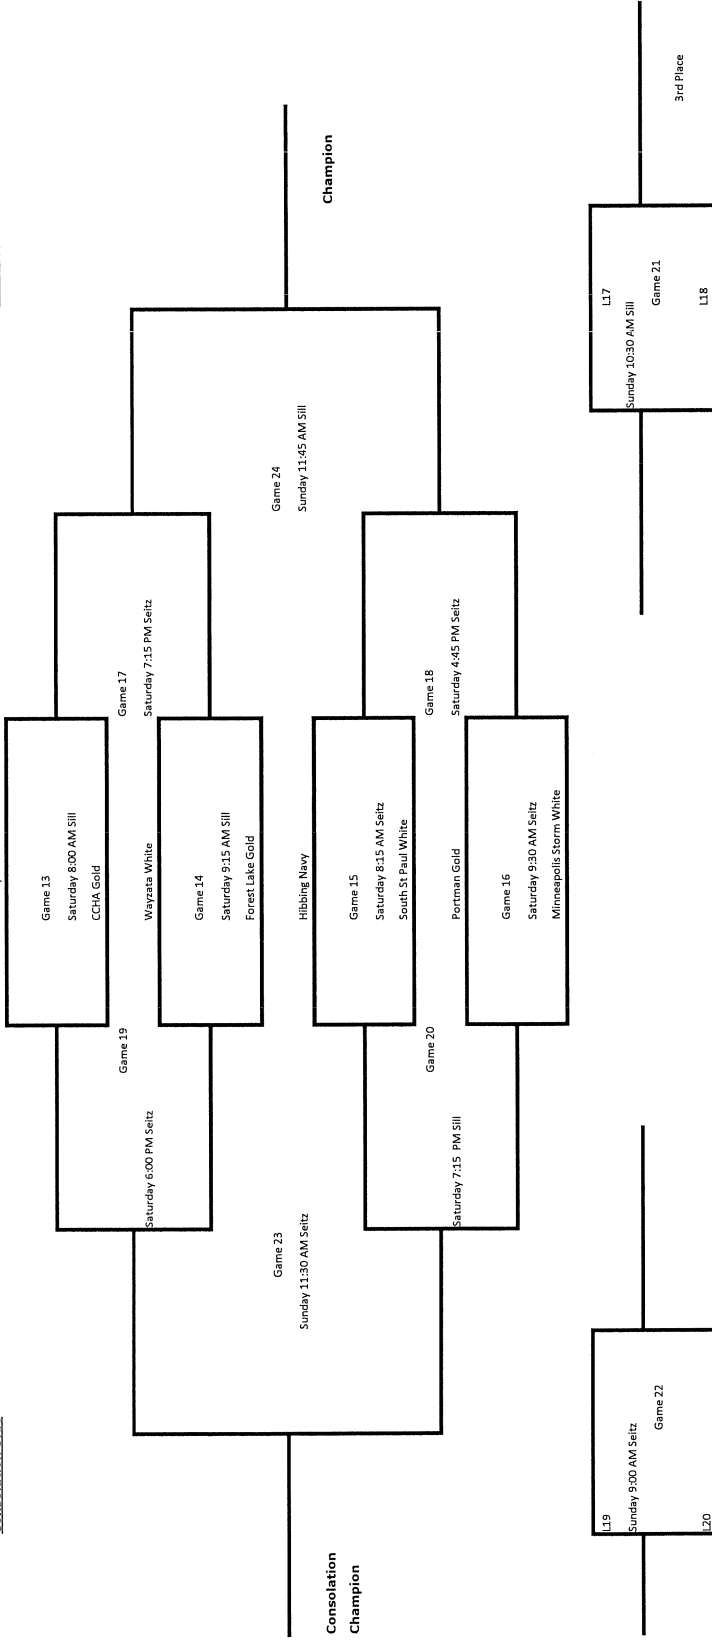 Game 13
Saturday 8:00 AM Sill
CCHA Gold
Game 19
Game 17
Saturday 6:00 PM Seitz
Wayzata White
Saturday 7:15 PM Seitz
Game 14
Saturday 9:15 AM Sill
Forest Lake Gold
Game 23
Game 24
Sunday 11:30 AM Seitz
Hibbing Navy
Sunday 11:45 AM Sill
Consolation
Champion
Champion
Game 15
Saturday 8:15 AM Seitz
South St Paul White
Game 20
Game 18
Saturday 7:15 PM Sill
Portman Gold
Saturday 4:45 PM Seitz
Game 16
Saturday 9:30 AM Seitz
Minneapolis Storm White
L19
L17
Sunday 9:00 AM Seitz
Sunday 10:30 AM Sill
Game 22
Game 21
3rd Place
L20
L18